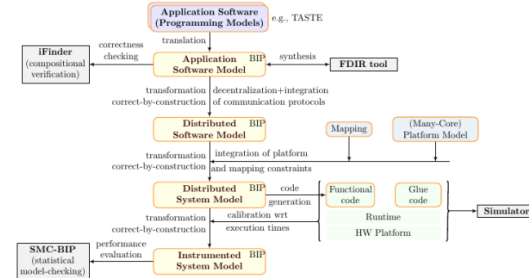 Application Software
(Programming Models)
e.g., TASTE
translation
iFinder
(compositional
verification)
correctness
checking
Application
Software Model
BIP
synthesis
FDIR tool
transformation
correct-by-construction
decentralization+integration
of communication protocols
Distributed
Software Model
BIP
Mapping
(Many-Core)
Platform Model
transformation
correct-by-construction
integration of platform
and mapping constraints
Distributed
System Model
BIP
code
generation
Functional
code
Glue
code
Runtime
HW Platform
Simulator
transformation
correct-by-construction
calibration wrt
execution times
SMC-BIP
(statistical
model-checking)
performance
evaluation
Instrumented
System Model
BIP